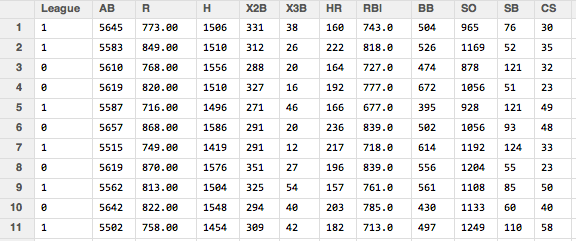 League AB R H X2B X3B HR RBI BB SO SB CS
1 1 5645 773.00 1506 331 38 160 743.0 504 965 76 30
2 1 5583 849.00 1510 312 26 222 818.0 526 1169 52 35
3 0 5610 768.00 1556 288 20 164 727.0 474 878 121 32
4 0 5619 820.00 1510 327 16 192 777.0 672 1056 51 23
5 1 5587 716.00 1496 271 46 166 677.0 395 928 121 49
6 0 5657 868.00 1586 291 20 236 839.0 502 1056 93 48
7 1 5515 749.00 1419 291 12 217 718.0 614 1192 124 33
8 0 5619 870.00 1576 351 27 196 839.0 556 1204 55 23
9 1 5562 813.00 1504 325 54 157 761.0 561 1108 85 50
10 0 5642 822.00 1548 294 40 203 785.0 430 1133 60 40
11 1 5502 758.00 1454 309 42 182 713.0 497 1249 110 58